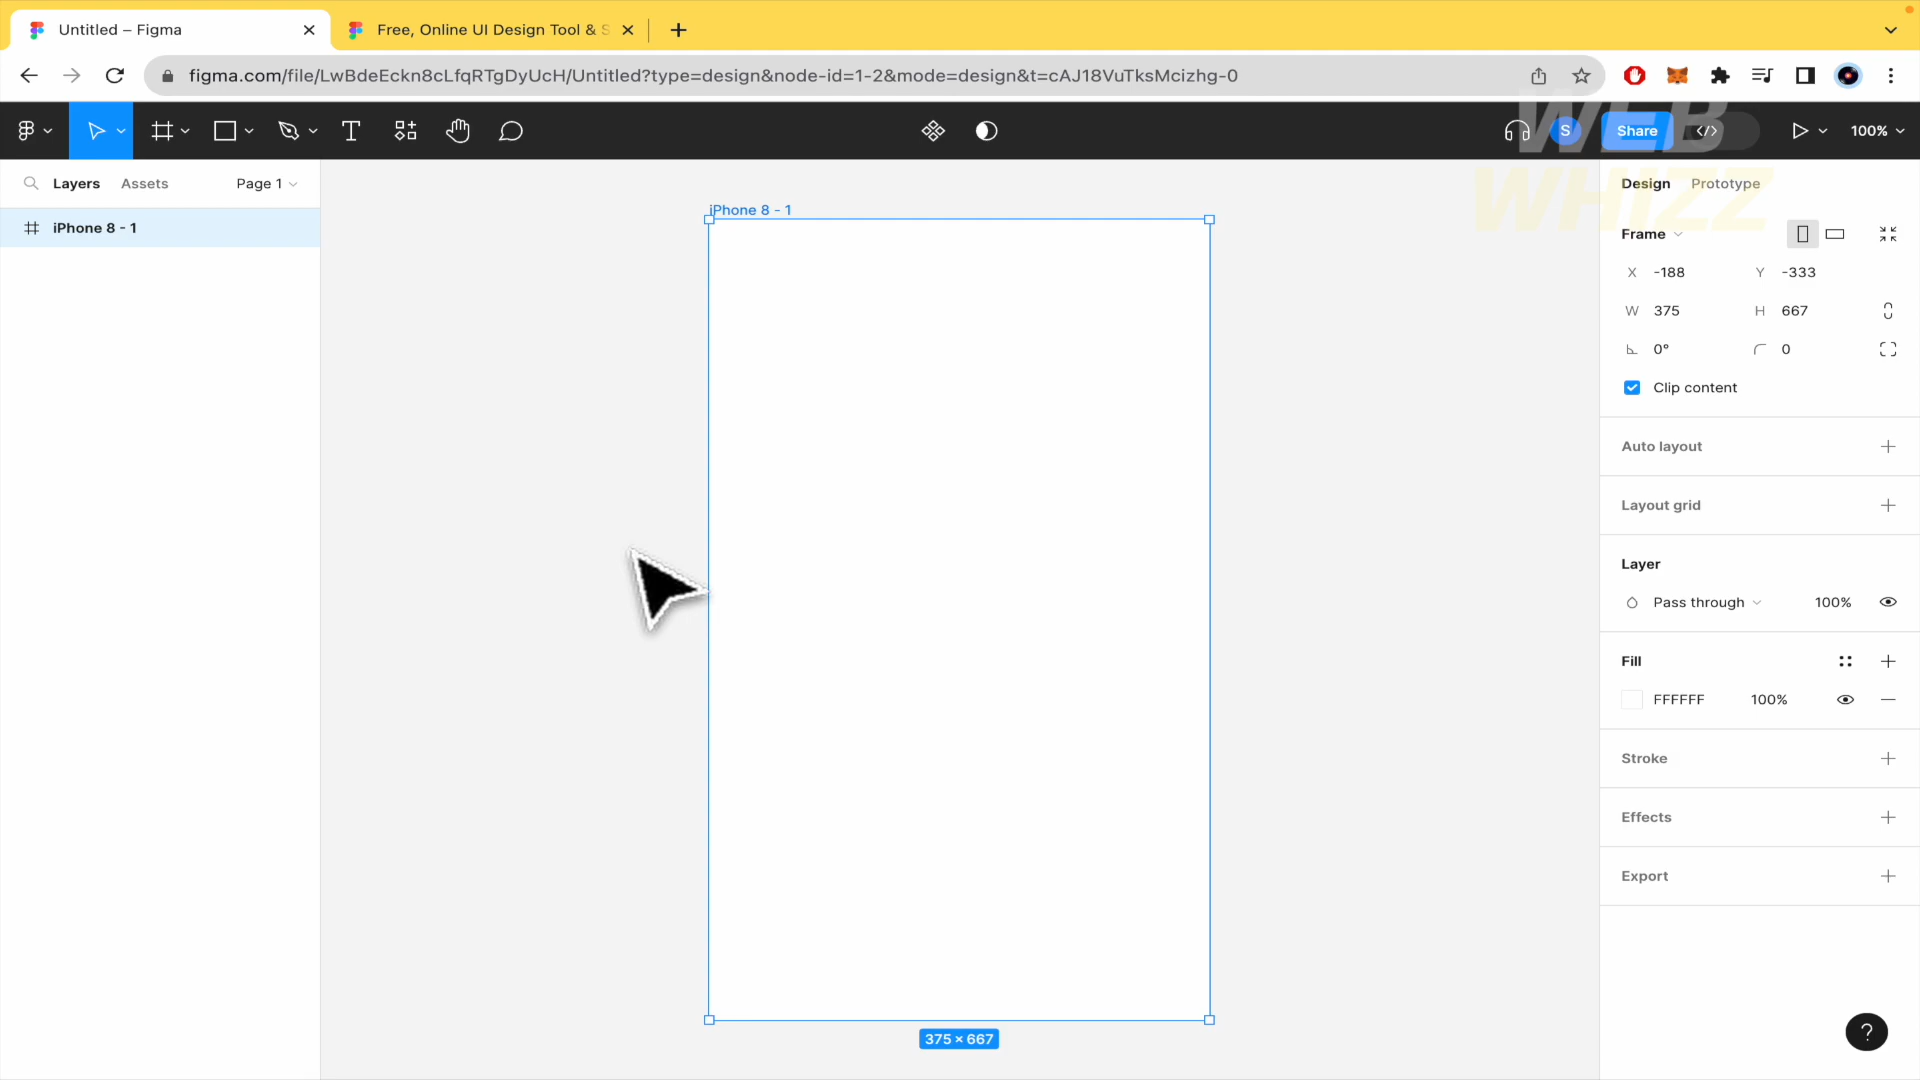 Untitled – Figma
Free, Online UI Design Tool & S
figma.com/file/LwBdeEckn8cLfqRTgDyUcH/Untitled?type=design&node-id=1-2&mode=design&t=cAJ18VuTksMcizhg-0
S
Share
100%
WEB
WHIZZ
Layers
Assets
Page 1
iPhone 8 - 1
iPhone 8 - 1
375 × 667
Design
Prototype
Frame
X -188 Y -333
W 375 H 667
0° 0
Clip content
Auto layout
Layout grid
Layer
Pass through 100%
Fill
FFFFFF 100%
Stroke
Effects
Export
?